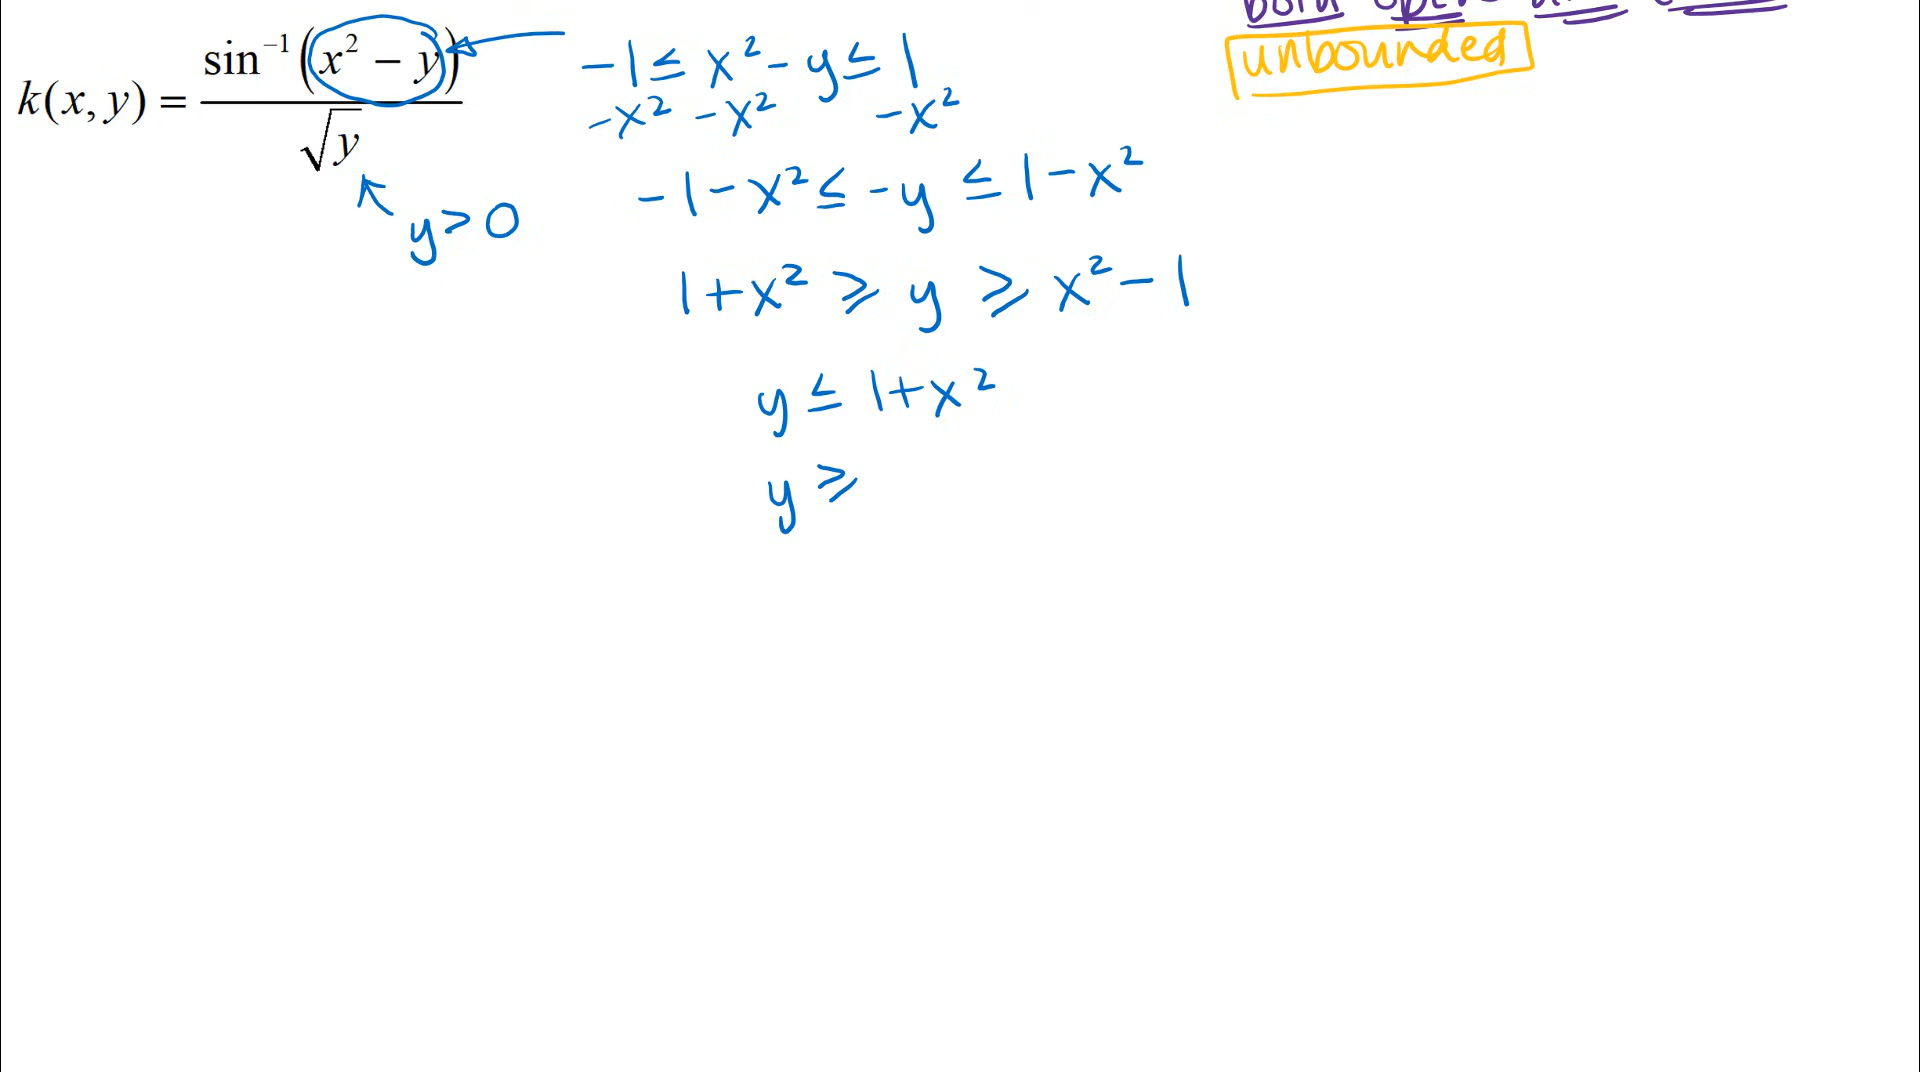 k(x, y) = sin⁻¹(x² − y) / √y
y > 0
-1 ≤ x² - y ≤ 1
-x² -x² -x²
-1 - x² ≤ -y ≤ 1 - x²
1 + x² ≥ y ≥ x² - 1
y ≤ 1 + x²
y ≥
unbounded